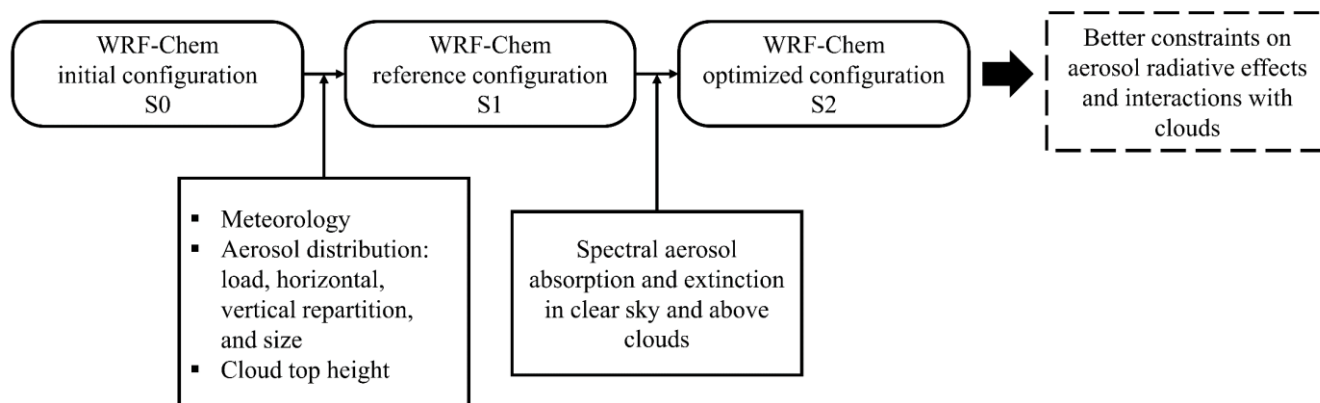 WRF-Chem
initial configuration
S0
WRF-Chem
reference configuration
S1
WRF-Chem
optimized configuration
S2
Better constraints on
aerosol radiative effects
and interactions with
clouds
▪ Meteorology
▪ Aerosol distribution:
load, horizontal,
vertical repartition,
and size
▪ Cloud top height
Spectral aerosol
absorption and extinction
in clear sky and above
clouds